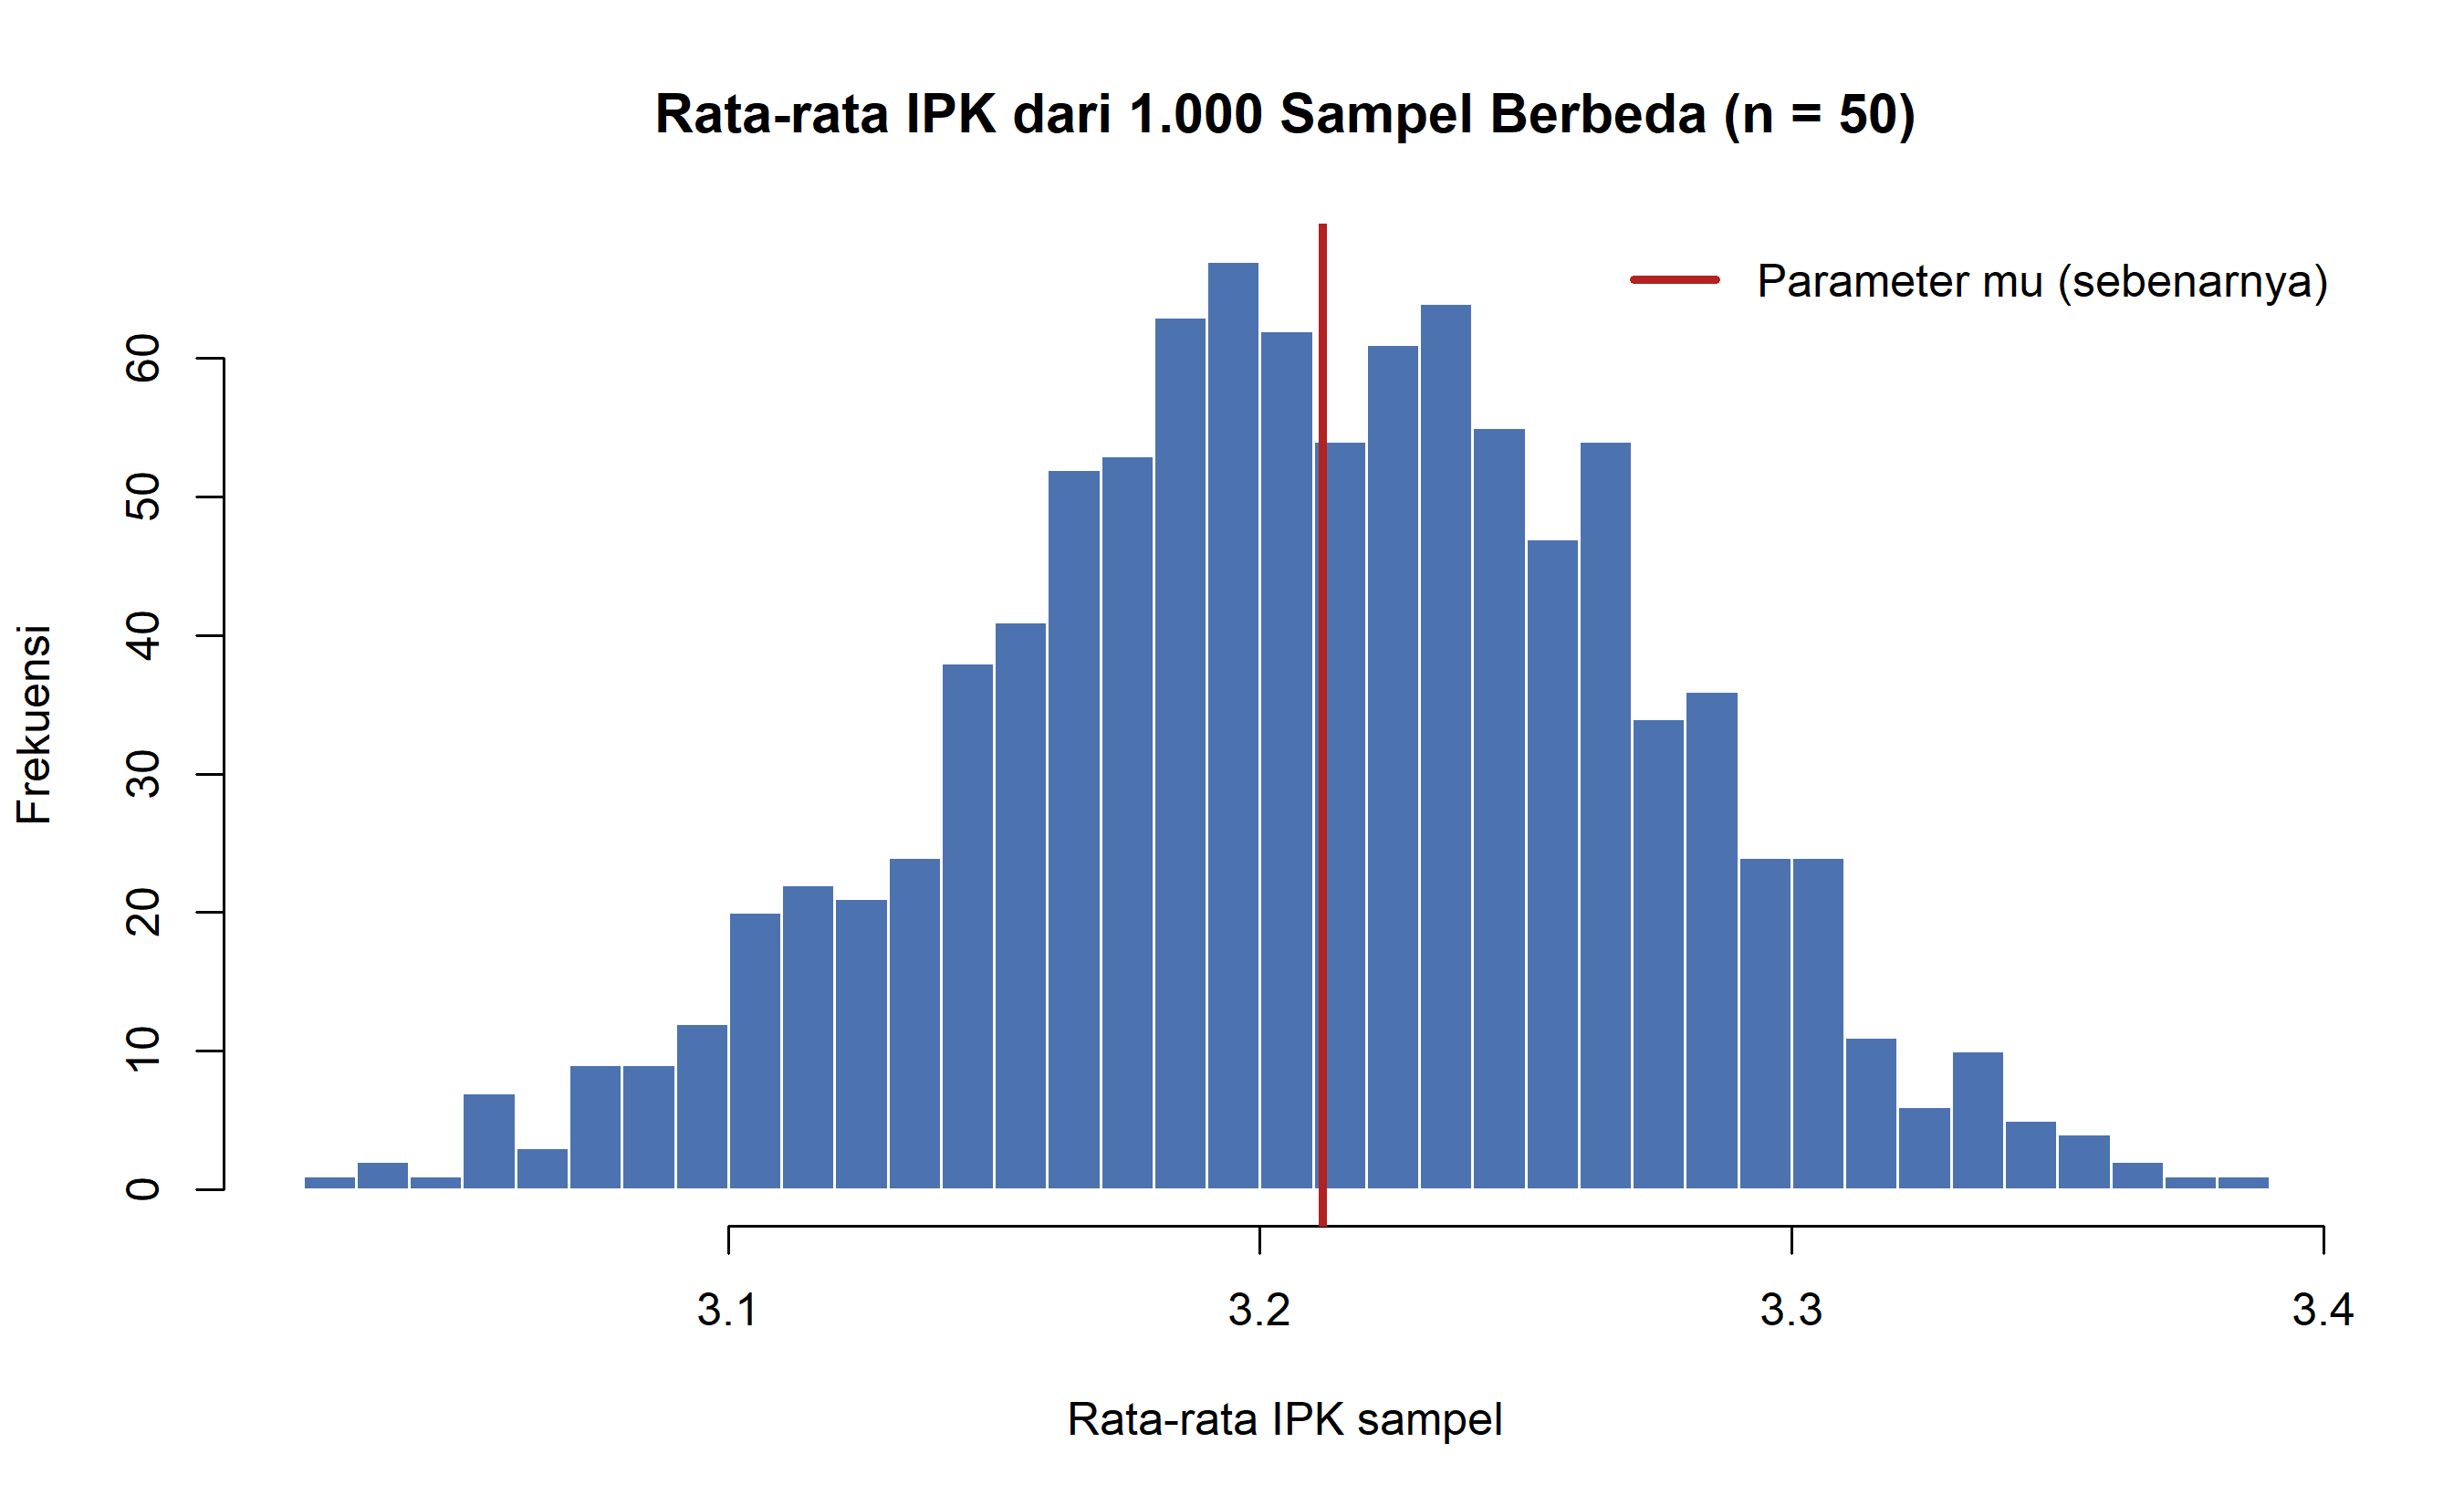 Rata-rata IPK dari 1.000 Sampel Berbeda (n = 50)
Parameter mu (sebenarnya)
Frekuensi
60
50
40
30
20
10
0
3.1 3.2 3.3 3.4
Rata-rata IPK sampel